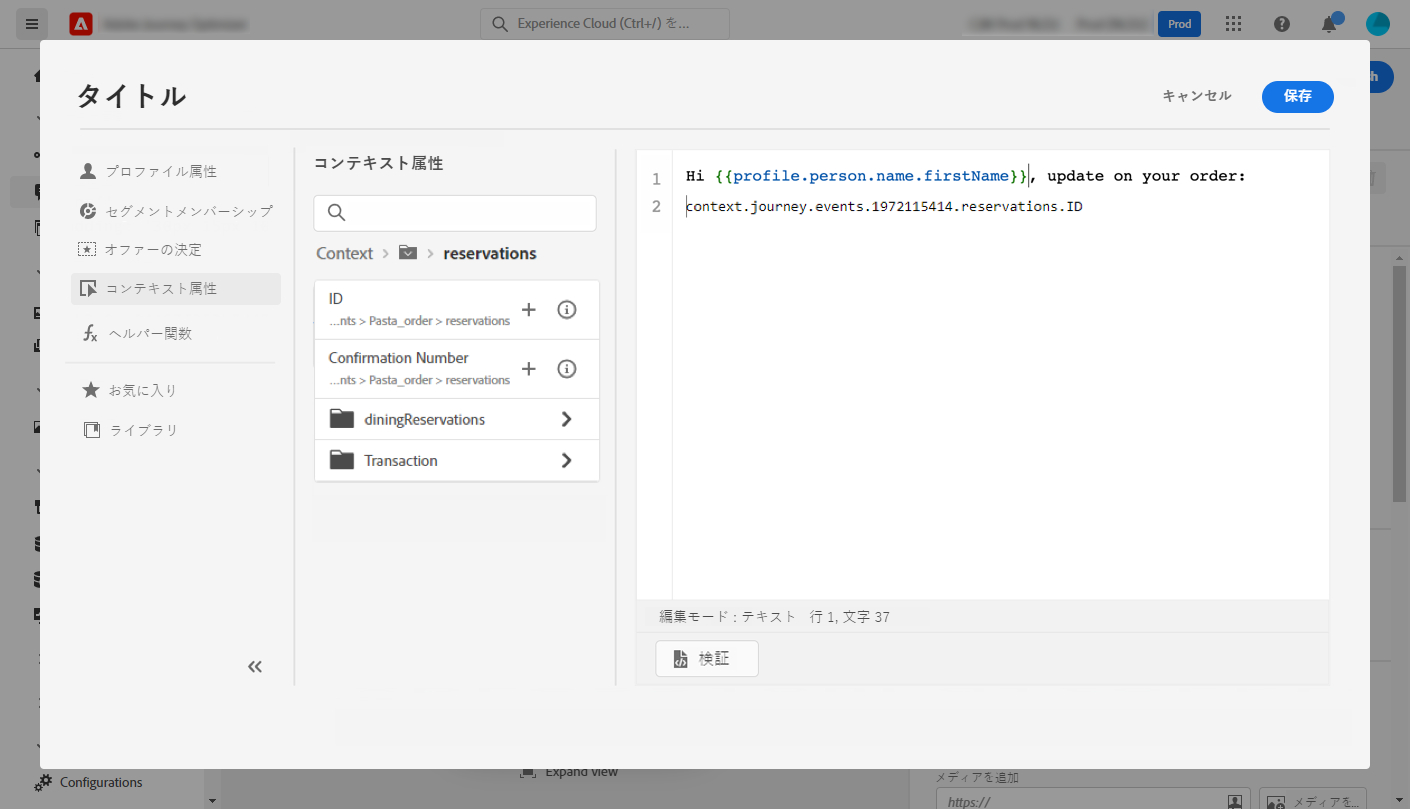 Experience Cloud (Ctrl+/) を...
Prod
タイトル
キャンセル
保存
h
プロファイル属性
セグメントメンバーシップ
オファーの決定
コンテキスト属性
ヘルパー関数
お気に入り
ライブラリ
コンテキスト属性
Context > > reservations
ID
...nts > Pasta_order > reservations
Confirmation Number
...nts > Pasta_order > reservations
diningReservations
Transaction
1 Hi {{profile.person.name.firstName}}, update on your order:
2 context.journey.events.1972115414.reservations.ID
編集モード : テキスト 行 1, 文字 37
検証
Configurations
Expand view
メディアを追加
https://
メディアを...